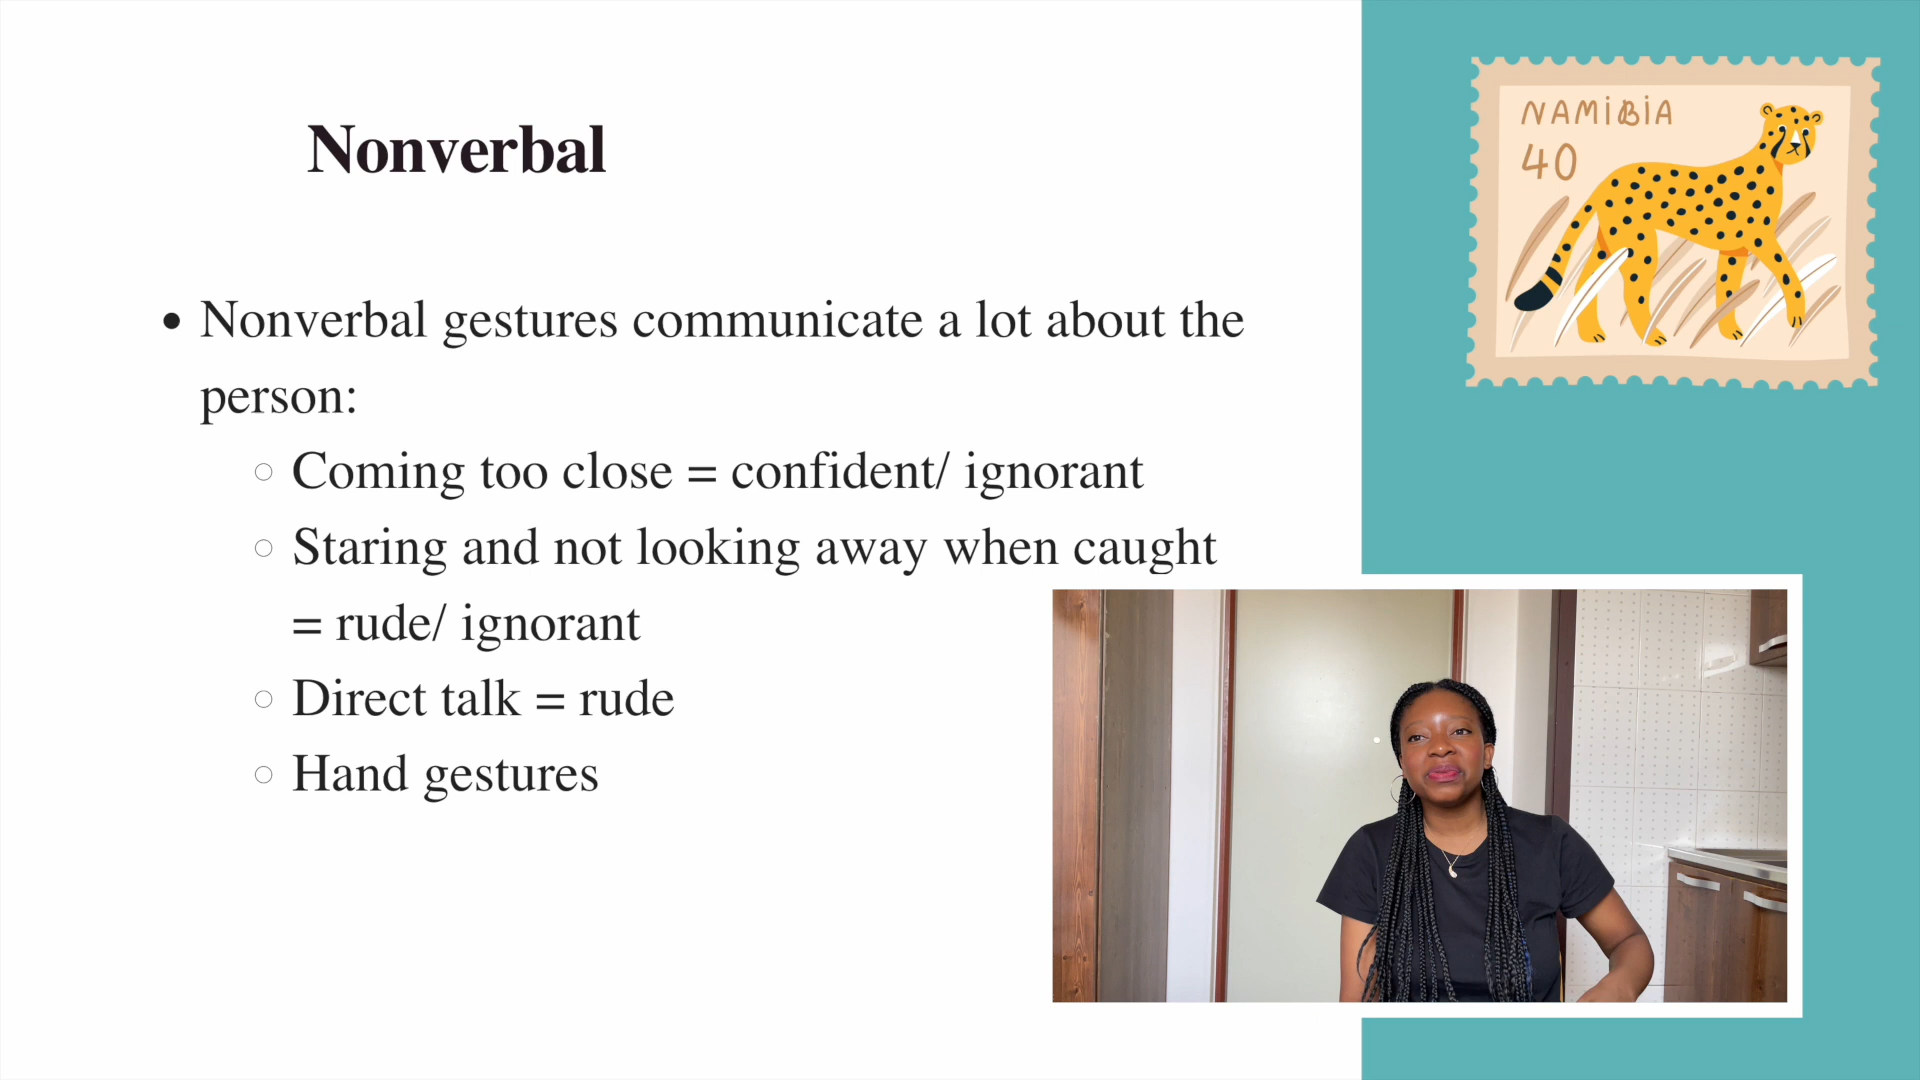 Nonverbal
• Nonverbal gestures communicate a lot about the
person:
○ Coming too close = confident/ ignorant
○ Staring and not looking away when caught
= rude/ ignorant
○ Direct talk = rude
○ Hand gestures
NAMIBIA
40